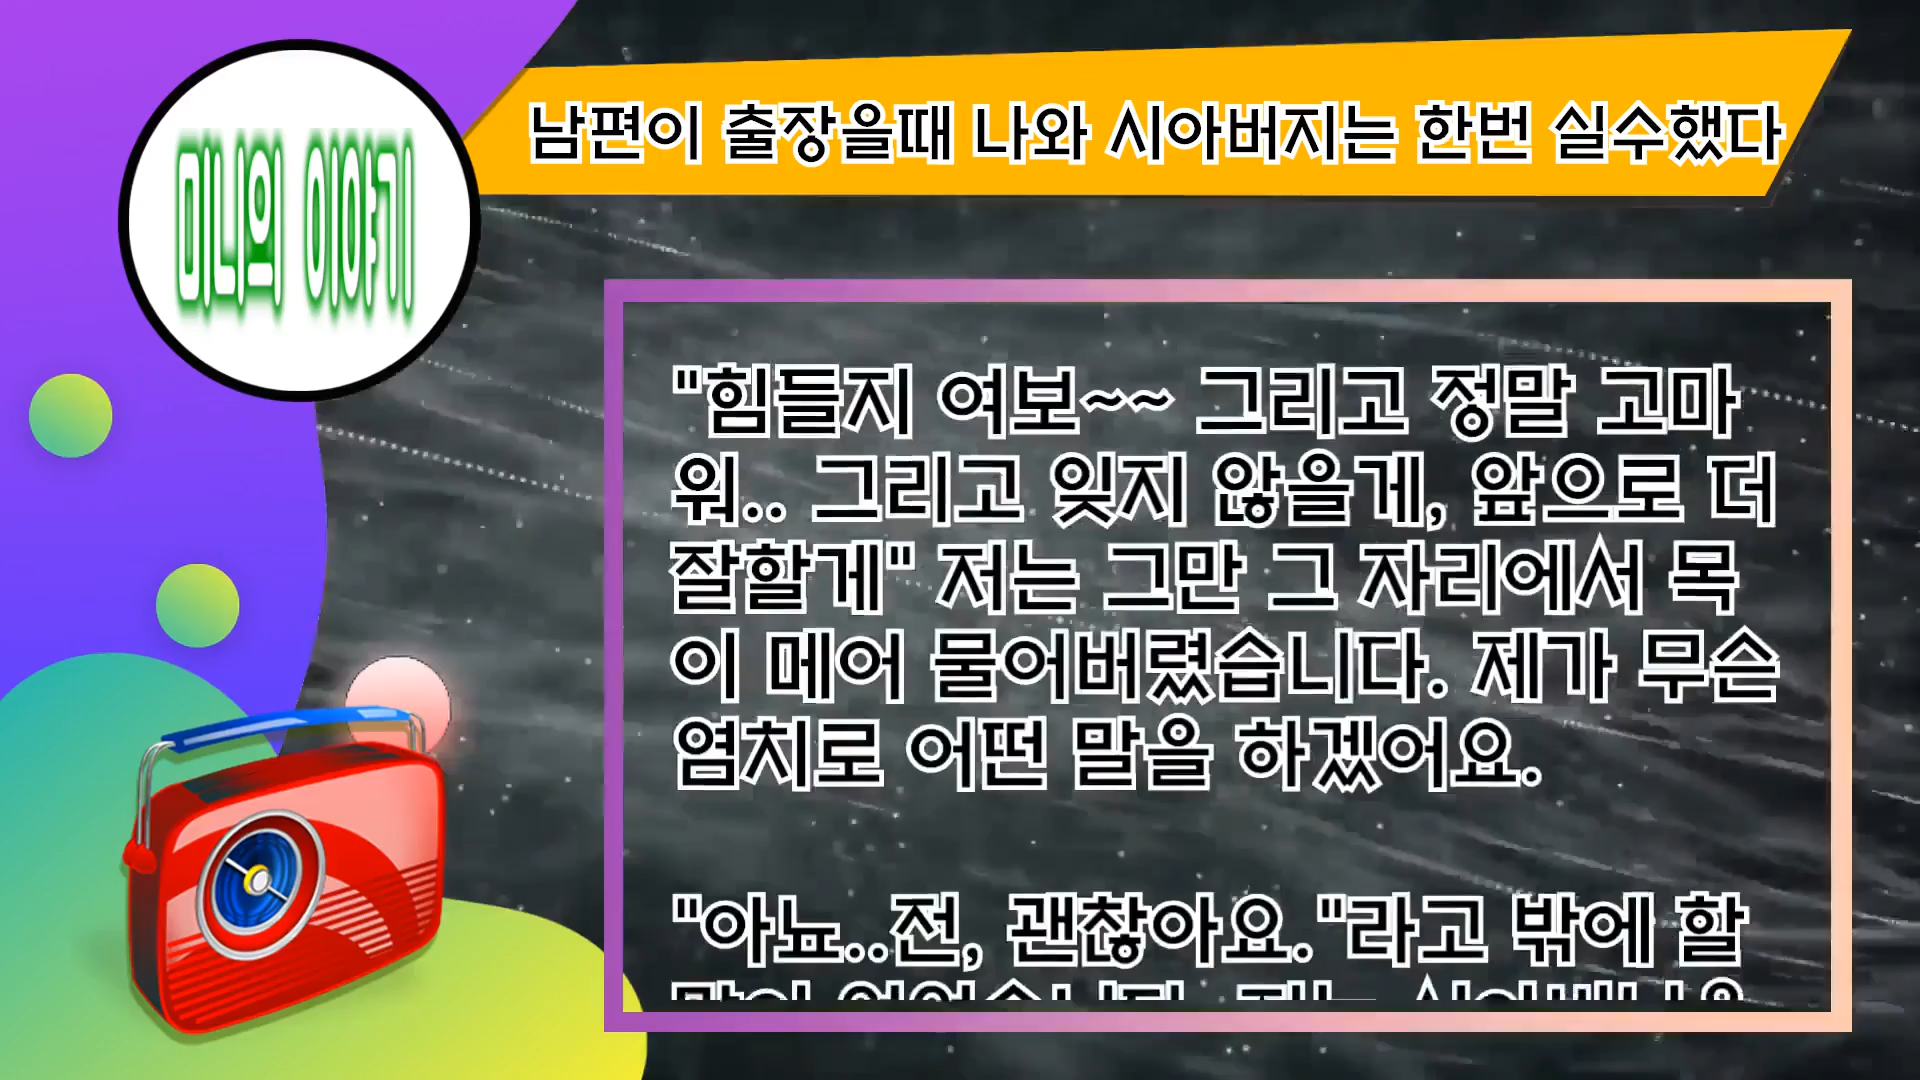 미니의 이야기
남편이 출장을때 나와 시아버지는 한번 실수했다
"힘들지 여보~~ 그리고 정말 고마
워.. 그리고 잊지 않을게, 앞으로 더
잘할게" 저는 그만 그 자리에서 목
이 메어 물어버렸습니다. 제가 무슨
염치로 어떤 말을 하겠어요.
"아뇨..전, 괜찮아요."라고 밖에 할